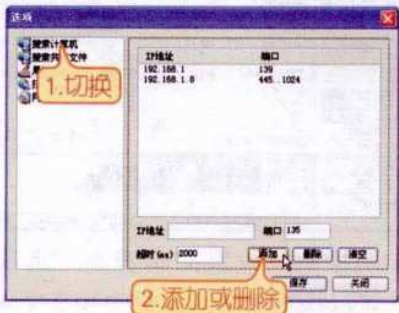 选项
搜索计算机
搜索共 文件
1.切换
IP地址 端口
192.168.1 139
192.168.1.8 445..1024
IP地址 端口 135
超时(ms) 2000 添加 删除 清空
2.添加或删除
保存 关闭